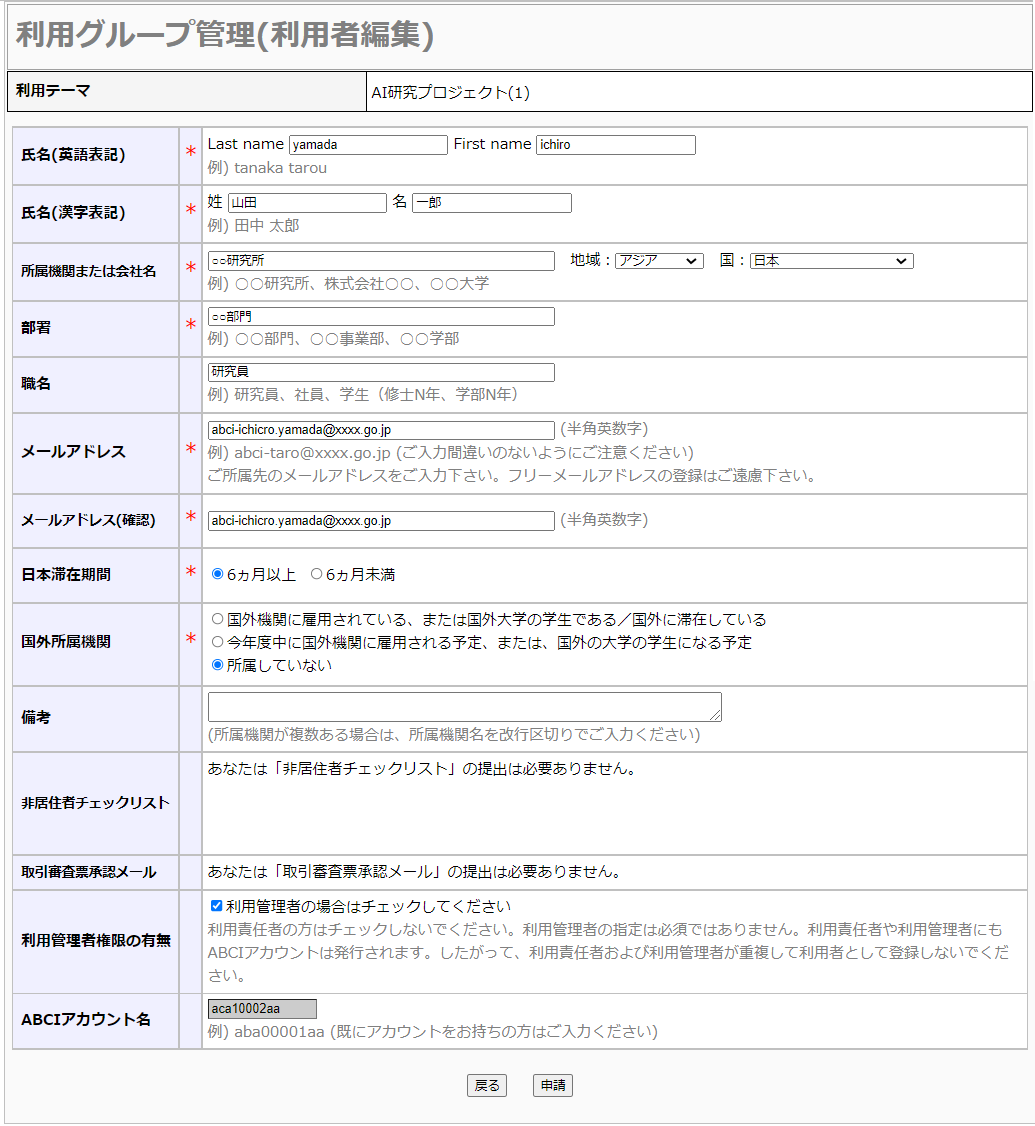 利用グループ管理(利用者編集)
利用テーマ AI研究プロジェクト(1)
氏名(英語表記) * Last name yamada First name ichiro
例) tanaka tarou
氏名(漢字表記) * 姓 山田 名 一郎
例) 田中 太郎
所属機関または会社名 * ○○研究所 地域：アジア 国：日本
例) ○○研究所、株式会社○○、○○大学
部署 * ○○部門
例) ○○部門、○○事業部、○○学部
職名 研究員
例) 研究員、社員、学生（修士N年、学部N年）
メールアドレス * abci-ichicro.yamada@xxxx.go.jp (半角英数字)
例) abci-taro@xxxx.go.jp (ご入力間違いのないようにご注意ください)
ご所属先のメールアドレスをご入力下さい。フリーメールアドレスの登録はご遠慮下さい。
メールアドレス(確認) * abci-ichicro.yamada@xxxx.go.jp (半角英数字)
日本滞在期間 * 6ヵ月以上 6ヵ月未満
国外所属機関 * 国外機関に雇用されている、または国外大学の学生である／国外に滞在している
今年度中に国外機関に雇用される予定、または、国外の大学の学生になる予定
所属していない
備考
(所属機関が複数ある場合は、所属機関名を改行区切りでご入力ください)
非居住者チェックリスト あなたは「非居住者チェックリスト」の提出は必要ありません。
取引審査票承認メール あなたは「取引審査票承認メール」の提出は必要ありません。
利用管理者権限の有無 利用管理者の場合はチェックしてください
利用責任者の方はチェックしないでください。利用管理者の指定は必須ではありません。利用責任者や利用管理者にも
ABCIアカウントは発行されます。したがって、利用責任者および利用管理者が重複して利用者として登録しないでくだ
さい。
ABCIアカウント名 aca10002aa
例) aba00001aa (既にアカウントをお持ちの方はご入力ください)
戻る 申請